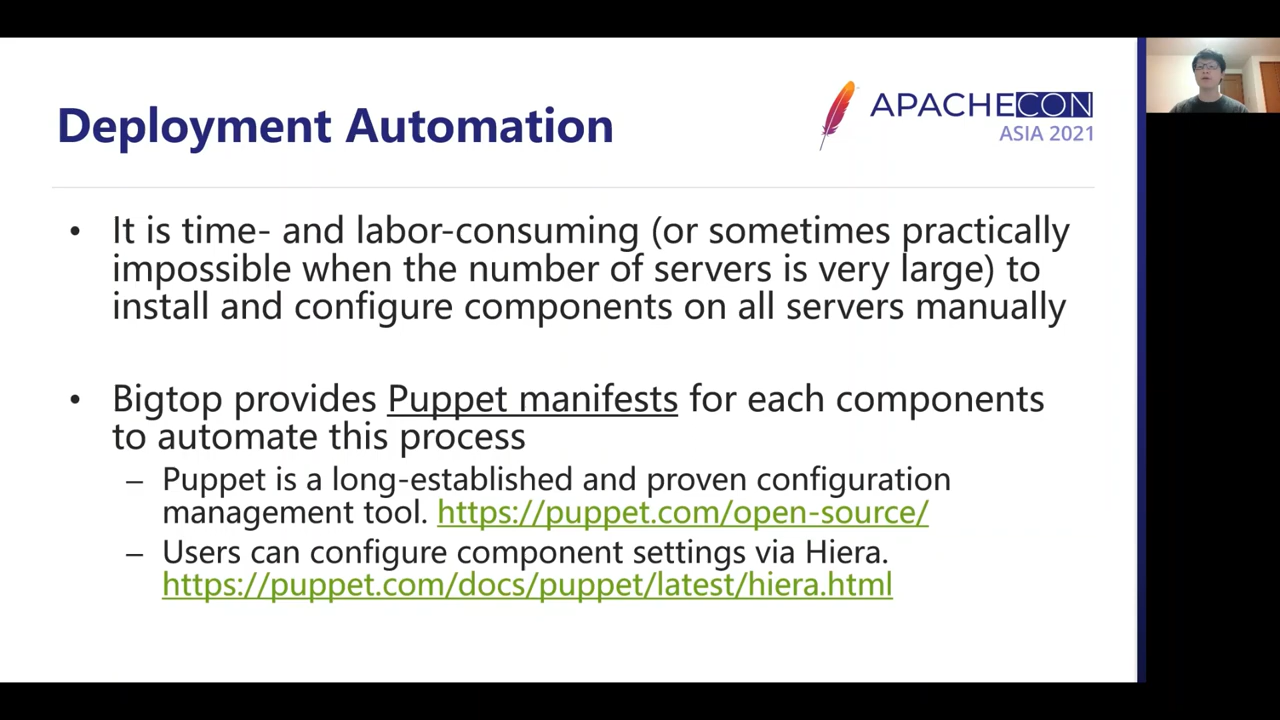 Deployment Automation
APACHECON
ASIA 2021
• It is time- and labor-consuming (or sometimes practically
impossible when the number of servers is very large) to
install and configure components on all servers manually
• Bigtop provides Puppet manifests for each components
to automate this process
– Puppet is a long-established and proven configuration
management tool. https://puppet.com/open-source/
– Users can configure component settings via Hiera.
https://puppet.com/docs/puppet/latest/hiera.html